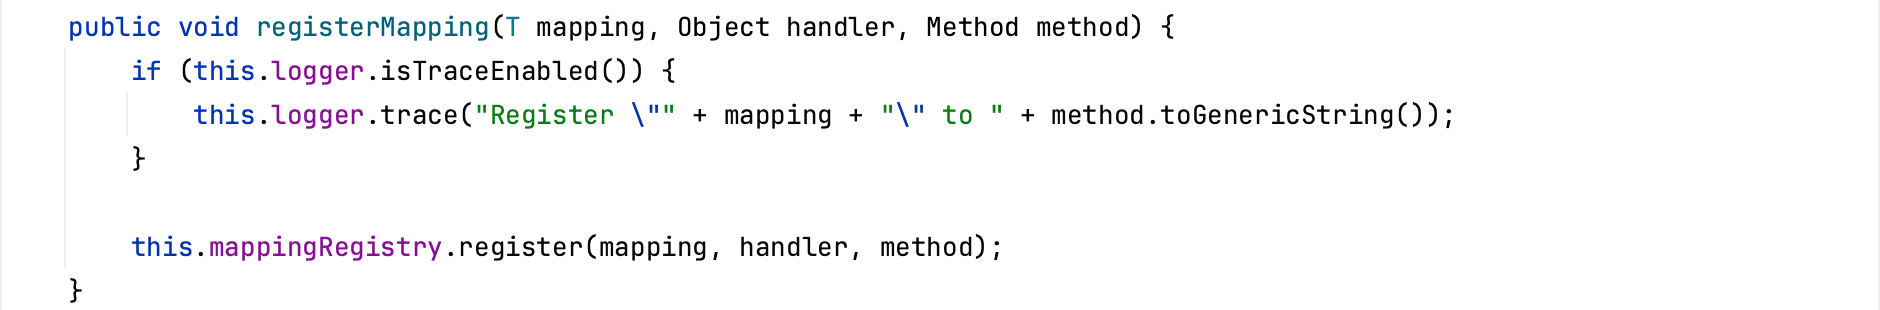 public void registerMapping(T mapping, Object handler, Method method) {
    if (this.logger.isTraceEnabled()) {
        this.logger.trace("Register \"" + mapping + "\" to " + method.toGenericString());
    }

    this.mappingRegistry.register(mapping, handler, method);
}